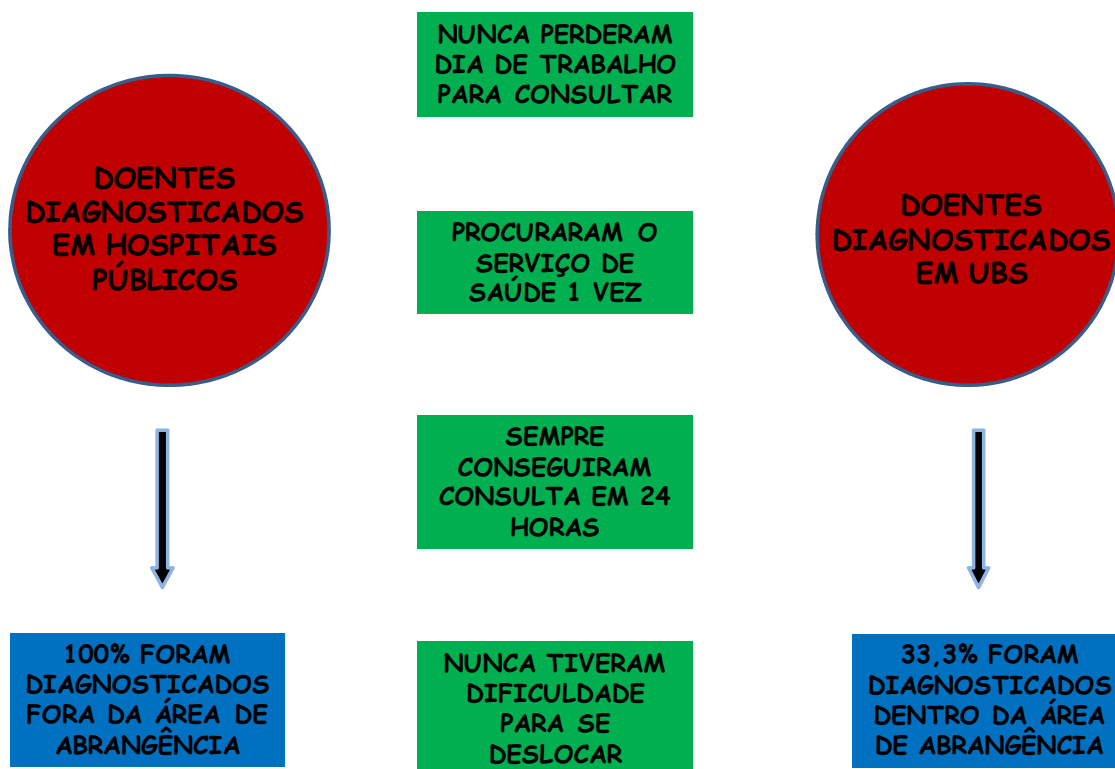 NUNCA PERDERAM
DIA DE TRABALHO
PARA CONSULTAR
DOENTES
DIAGNOSTICADOS
EM HOSPITAIS
PÚBLICOS
PROCURARAM O
SERVIÇO DE
SAÚDE 1 VEZ
DOENTES
DIAGNOSTICADOS
EM UBS
SEMPRE
CONSEGUIRAM
CONSULTA EM 24
HORAS
100% FORAM
DIAGNOSTICADOS
FORA DA ÁREA DE
ABRANGÊNCIA
NUNCA TIVERAM
DIFICULDADE
PARA SE
DESLOCAR
33,3% FORAM
DIAGNOSTICADOS
DENTRO DA ÁREA
DE ABRANGÊNCIA